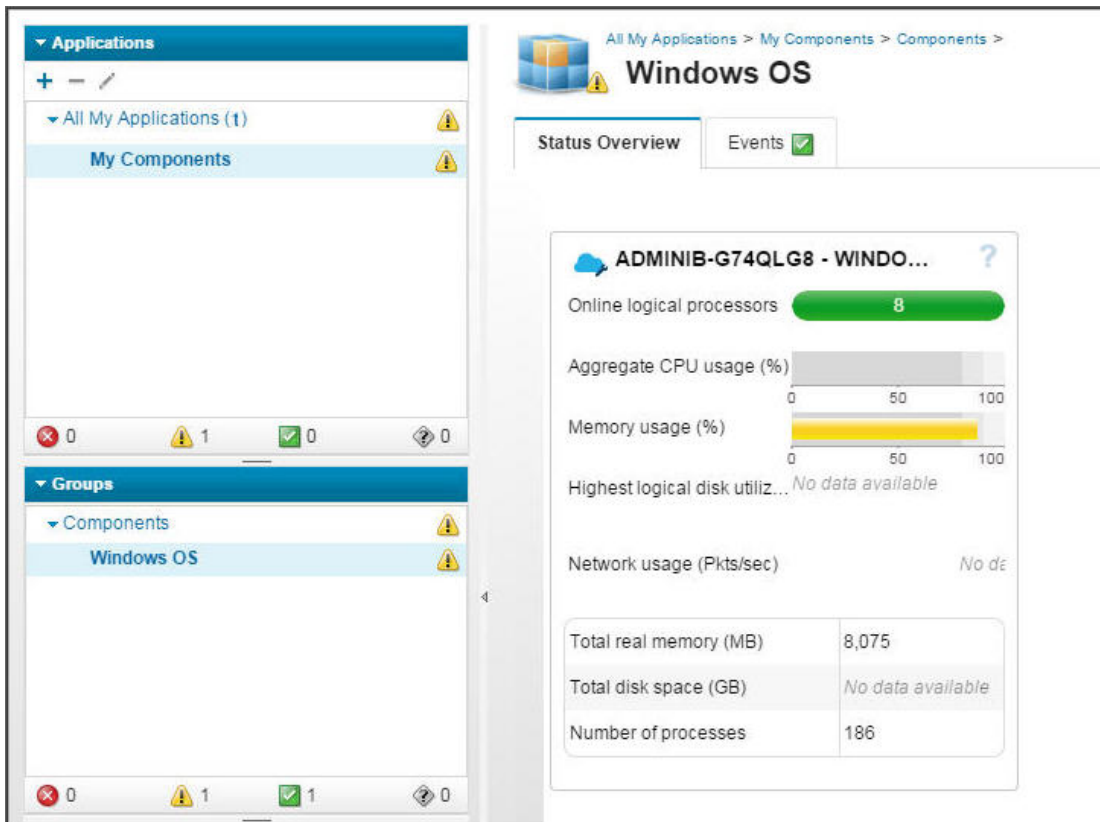 Applications
All My Applications (1)
My Components
0 1 0 0
Groups
Components
Windows OS
0 1 1 0
All My Applications > My Components > Components >
Windows OS
Status Overview Events
ADMINIB-G74QLG8 - WINDO...
Online logical processors 8
Aggregate CPU usage (%)
0 50 100
Memory usage (%)
0 50 100
Highest logical disk utiliz... No data available
Network usage (Pkts/sec) No da
Total real memory (MB) 8,075
Total disk space (GB) No data available
Number of processes 186